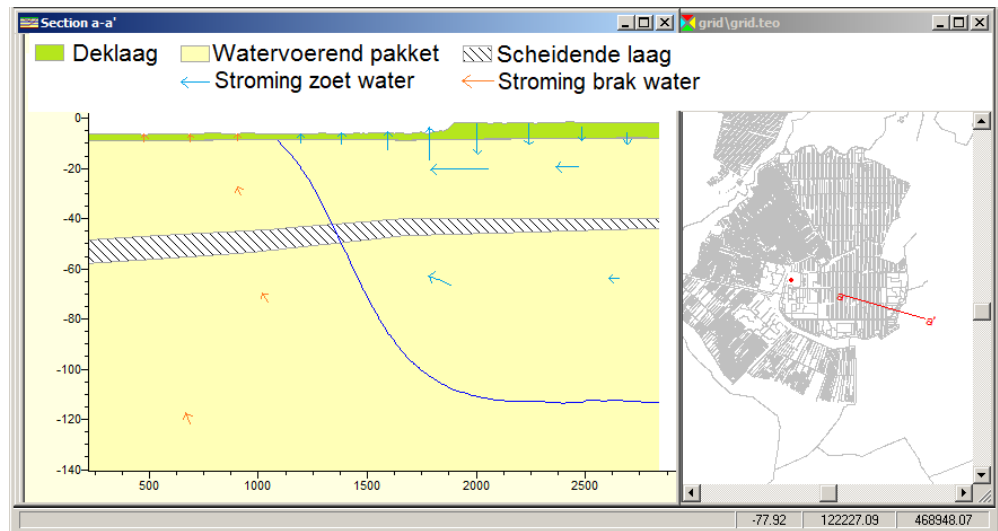 Section a-a'
grid\grid.teo
Deklaag Watervoerend pakket Scheidende laag
Stroming zoet water Stroming brak water
0
-20
-40
-60
-80
-100
-120
-140
500 1000 1500 2000 2500
a a'
-77.92 122227.09 468948.07